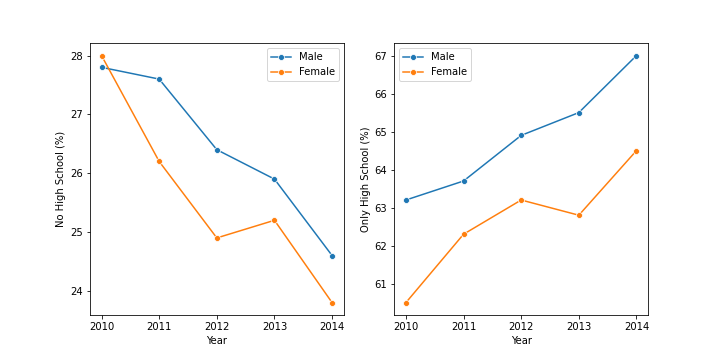 No High School (%)
28
27
26
25
24
2010 2011 2012 2013 2014
Year
Male
Female
Only High School (%)
67
66
65
64
63
62
61
2010 2011 2012 2013 2014
Year
Male
Female